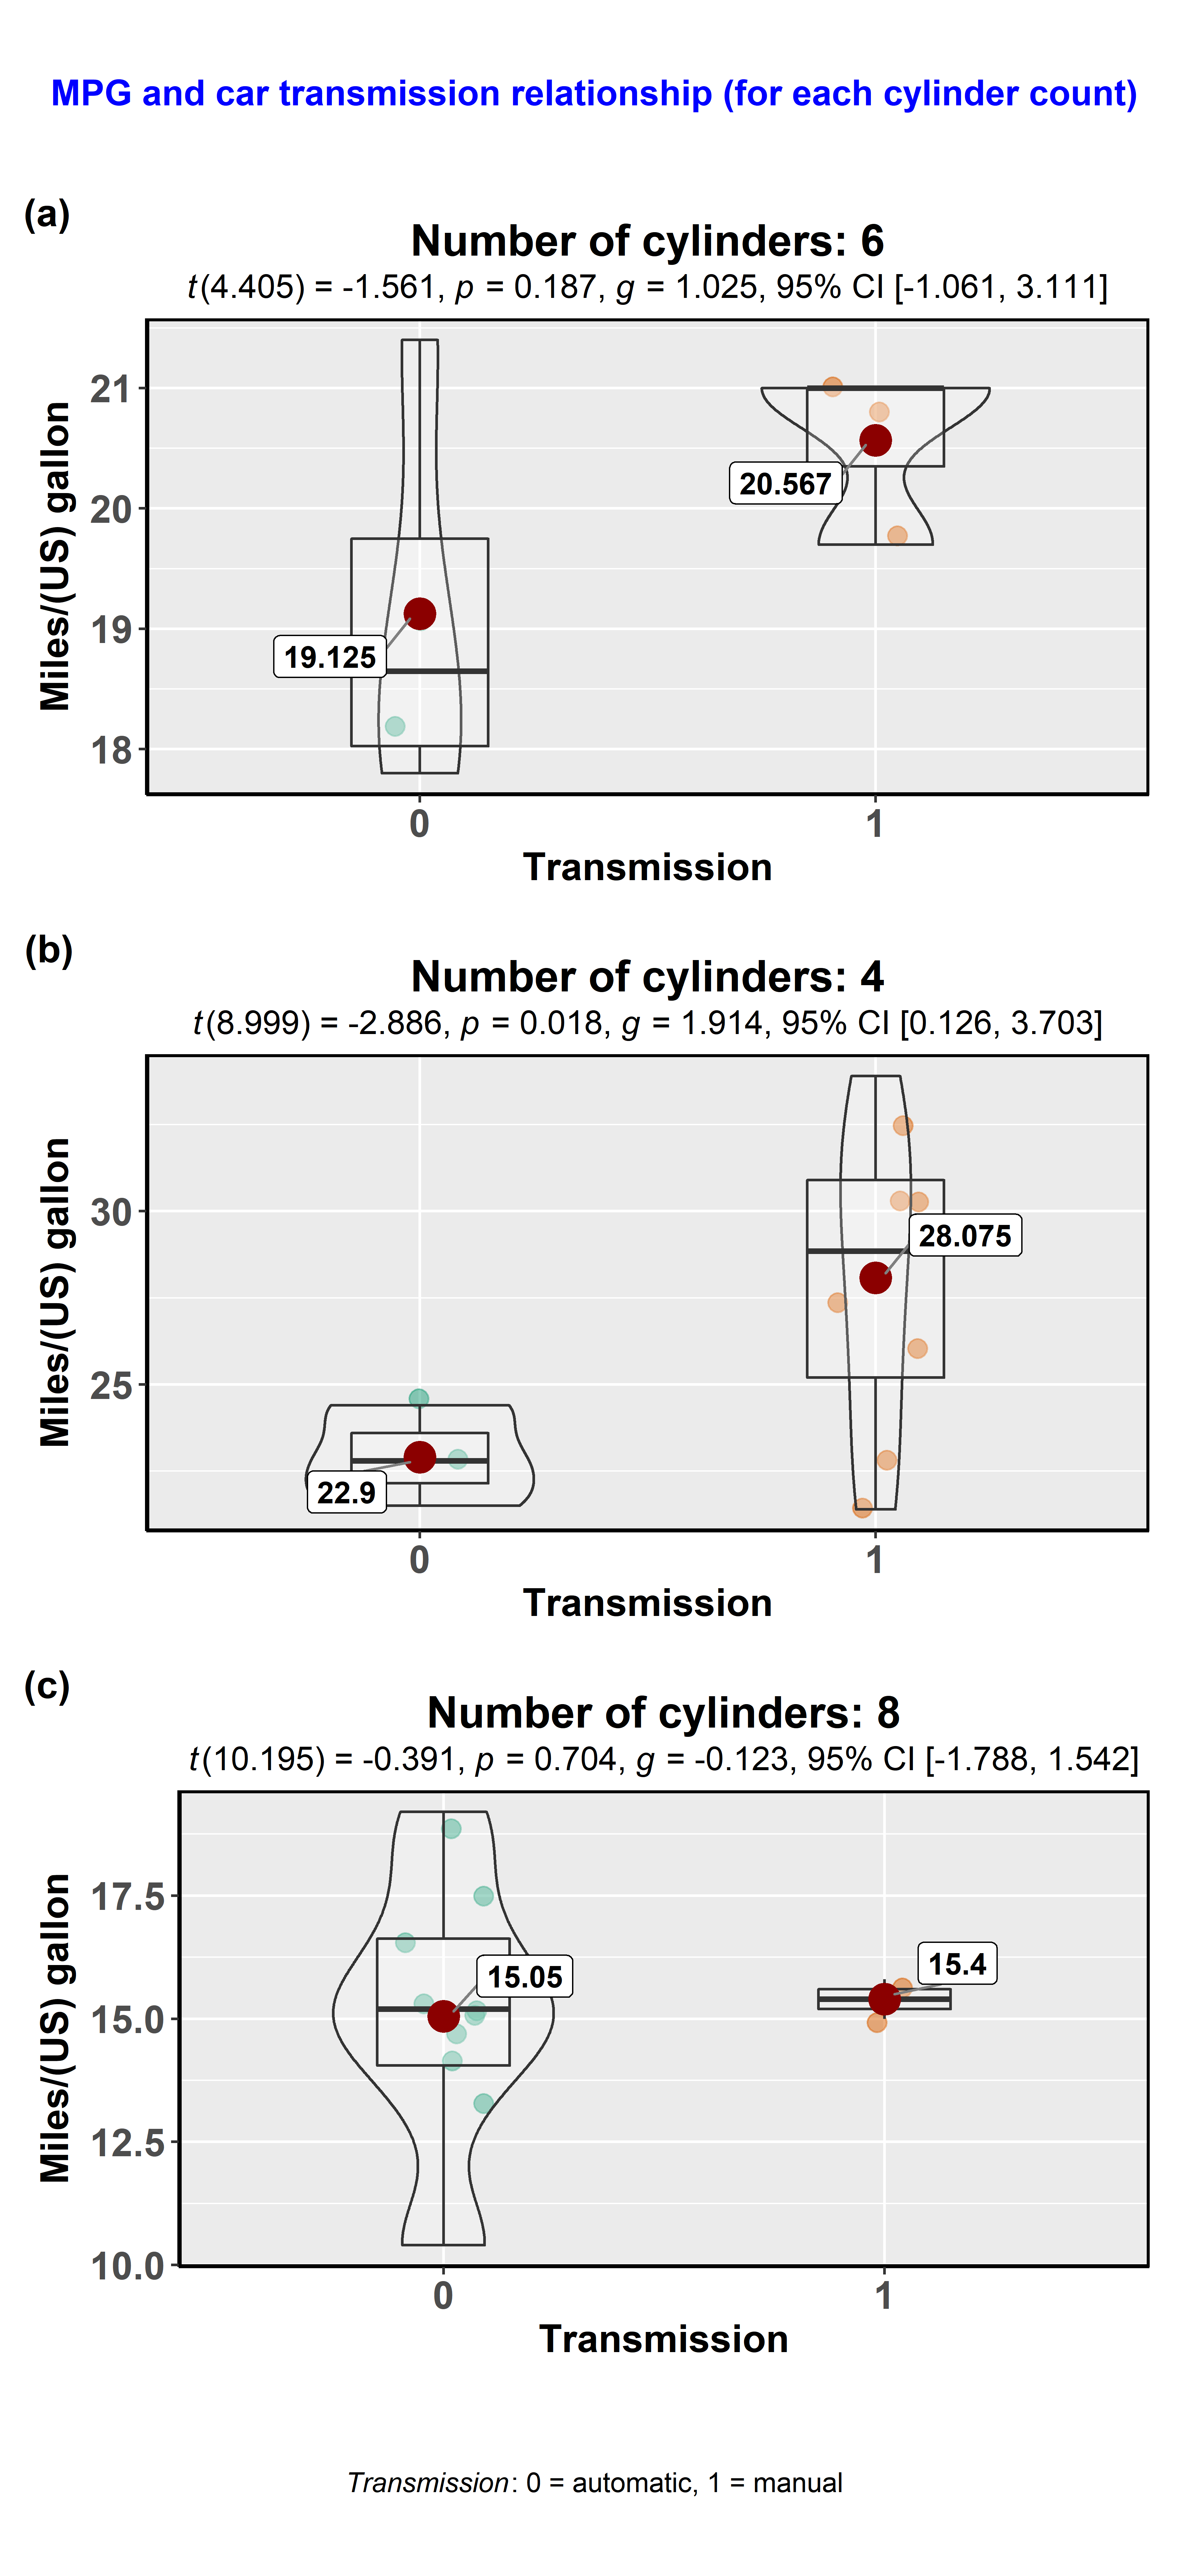 MPG and car transmission relationship (for each cylinder count)
(a)
Number of cylinders: 6
t(4.405) = -1.561, p = 0.187, g = 1.025, 95% CI [-1.061, 3.111]
Miles/(US) gallon
21
20
19
18
20.567
19.125
0
1
Transmission
(b)
Number of cylinders: 4
t(8.999) = -2.886, p = 0.018, g = 1.914, 95% CI [0.126, 3.703]
Miles/(US) gallon
30
25
28.075
22.9
0
1
Transmission
(c)
Number of cylinders: 8
t(10.195) = -0.391, p = 0.704, g = -0.123, 95% CI [-1.788, 1.542]
Miles/(US) gallon
17.5
15.0
12.5
10.0
15.05
15.4
0
1
Transmission
Transmission: 0 = automatic, 1 = manual